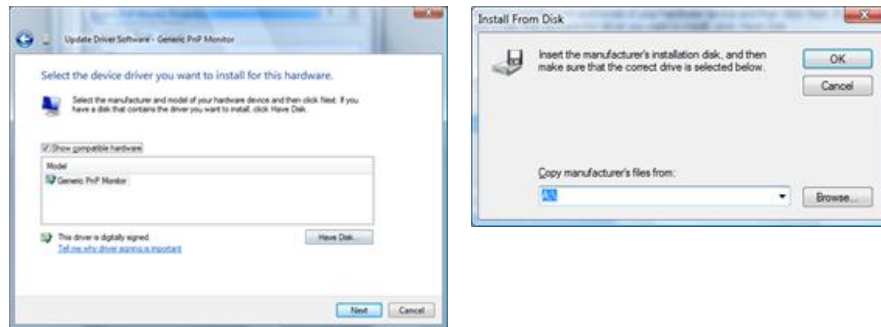 Update Driver Software - Generic PnP Monitor
Select the device driver you want to install for this hardware.
Select the manufacturer and model of your hardware device and then click Next. If you
have a disk that contains the driver you want to install, click Have Disk.
Show compatible hardware
Model
Generic PnP Monitor
This driver is digitally signed.
Tell me why driver signing is important
Have Disk...
Next
Cancel
Install From Disk
Insert the manufacturer's installation disk, and then
make sure that the correct drive is selected below.
OK
Cancel
Copy manufacturer's files from:
A:\
Browse...